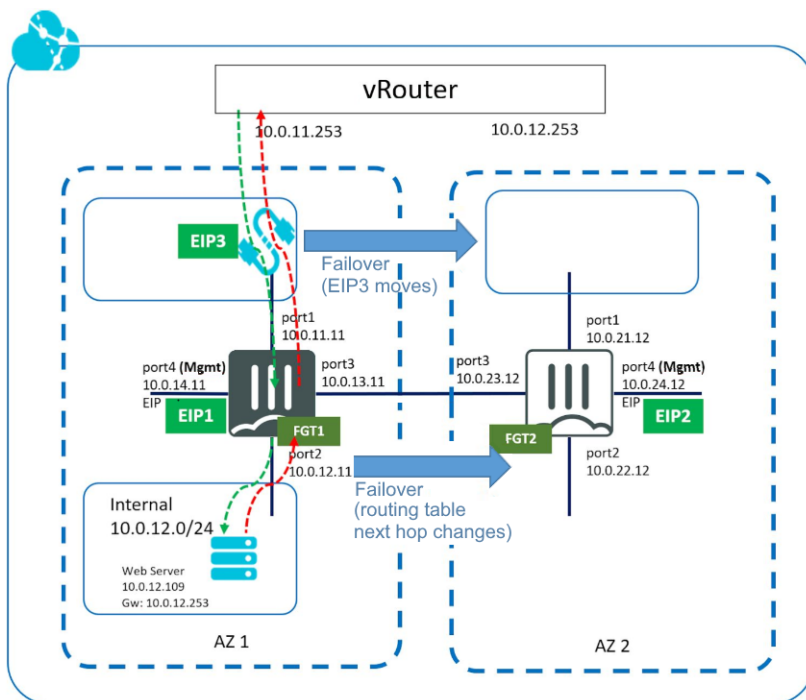 vRouter
10.0.11.253
10.0.12.253
EIP3
Failover
(EIP3 moves)
port1
10.0.11.11
port1
10.0.21.12
port4 (Mgmt)
10.0.14.11
EIP
EIP1
port3
10.0.13.11
port3
10.0.23.12
port4 (Mgmt)
10.0.24.12
EIP
EIP2
FGT1
FGT2
port2
10.0.12.11
port2
10.0.22.12
Failover
(routing table
next hop changes)
Internal
10.0.12.0/24
Web Server
10.0.12.109
Gw: 10.0.12.253
AZ 1
AZ 2